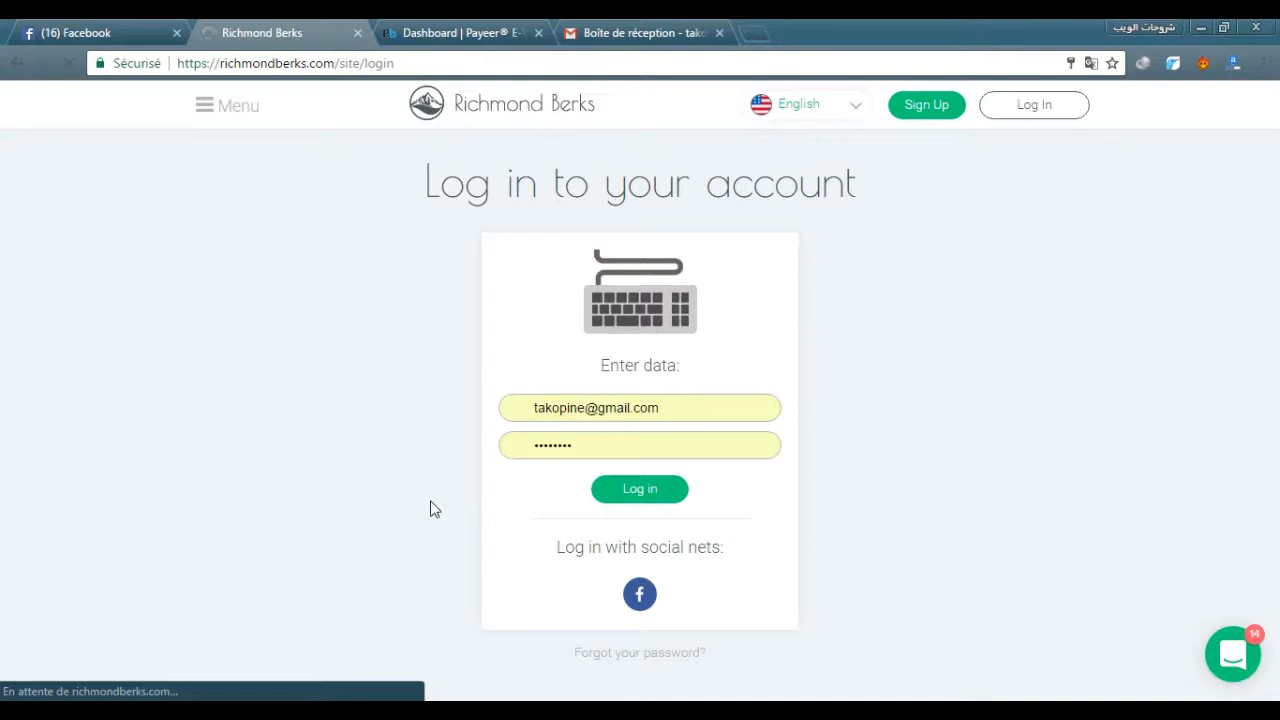 (16) Facebook
Richmond Berks
Dashboard | Payeer® E-
Boîte de réception - tako
شروحات الويب
Sécurisé
https://richmondberks.com/site/login
Menu
Richmond Berks
English
Sign Up
Log In
Log in to your account
Enter data:
takopine@gmail.com
••••••••
Log in
Log in with social nets:
Forgot your password?
14
En attente de richmondberks.com...